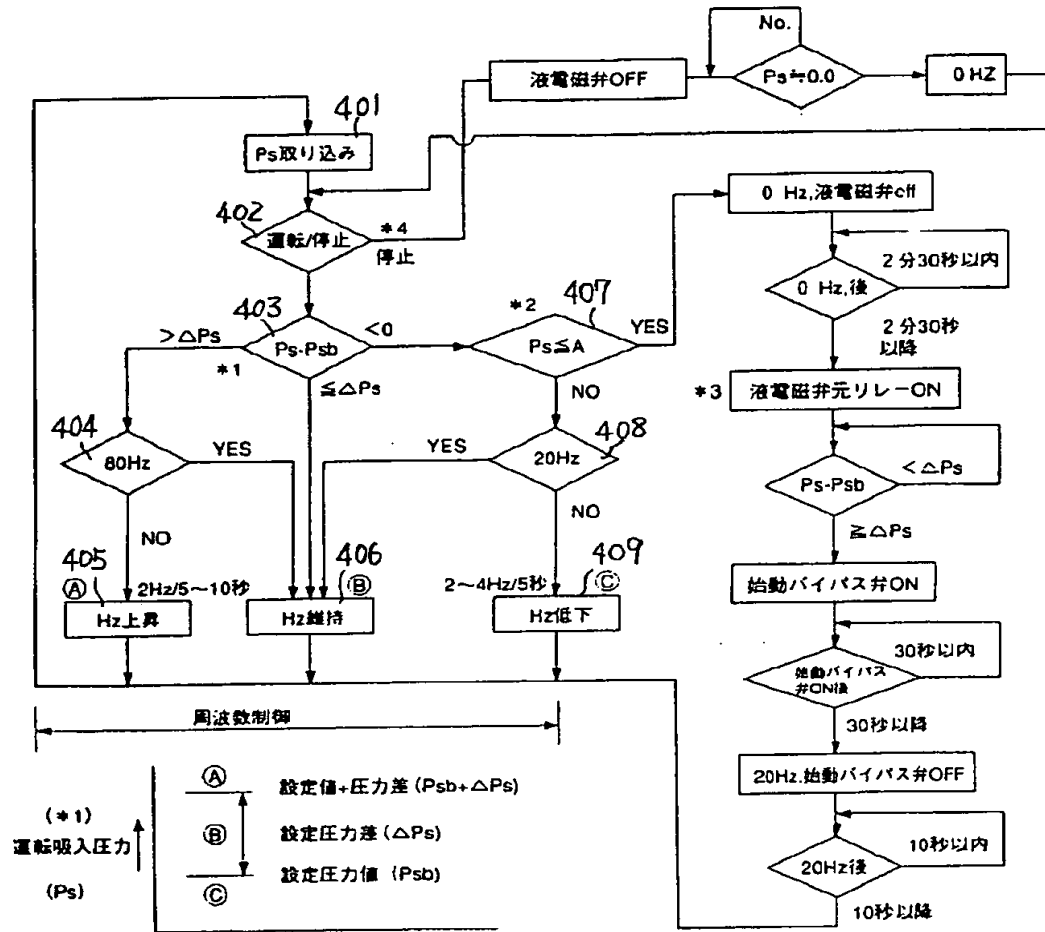 No.
液電磁弁OFF
Ps≒0.0
0 HZ
401
Ps取り込み
402
運転/停止
*4
停止
0 Hz,液電磁弁off
2分30秒以内
0 Hz,後
2分30秒
以降
403
>△Ps
Ps-Psb
<0
*1
≦△Ps
*2
407
Ps≦A
YES
NO
*3
液電磁弁元リレーON
404
80Hz
YES
YES
408
20Hz
<△Ps
Ps-Psb
≧△Ps
NO
NO
405
Ⓐ
2Hz/5~10秒
Hz上昇
406
Ⓑ
Hz維持
409
2~4Hz/5秒
Ⓒ
Hz低下
始動バイパス弁ON
30秒以内
始動バイパス
弁ON後
30秒以降
周波数制御
20Hz.始動バイパス弁OFF
10秒以内
20Hz後
10秒以降
(*1)
運転吸入圧力
(Ps)
Ⓐ
設定値+圧力差(Psb+△Ps)
Ⓑ
設定圧力差(△Ps)
Ⓒ
設定圧力値 (Psb)